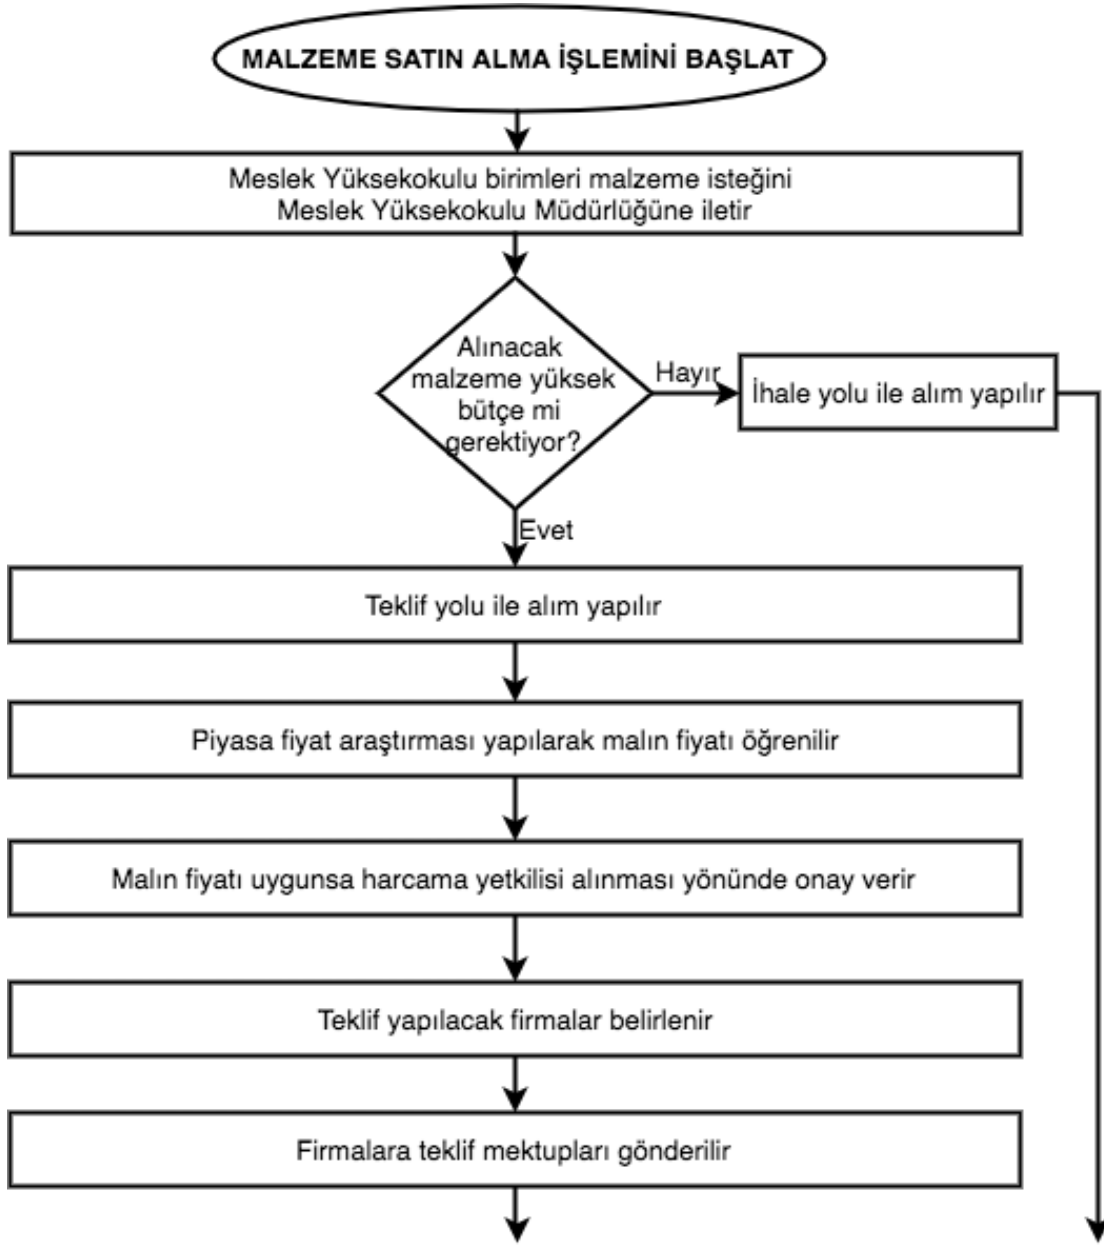 MALZEME SATIN ALMA İŞLEMİNİ BAŞLAT
Meslek Yüksekokulu birimleri malzeme isteğini
Meslek Yüksekokulu Müdürlüğüne iletir
Alınacak
malzeme yüksek
bütçe mi
gerektiyor?
Hayır
İhale yolu ile alım yapılır
Evet
Teklif yolu ile alım yapılır
Piyasa fiyat araştırması yapılarak malın fiyatı öğrenilir
Malın fiyatı uygunsa harcama yetkilisi alınması yönünde onay verir
Teklif yapılacak firmalar belirlenir
Firmalara teklif mektupları gönderilir